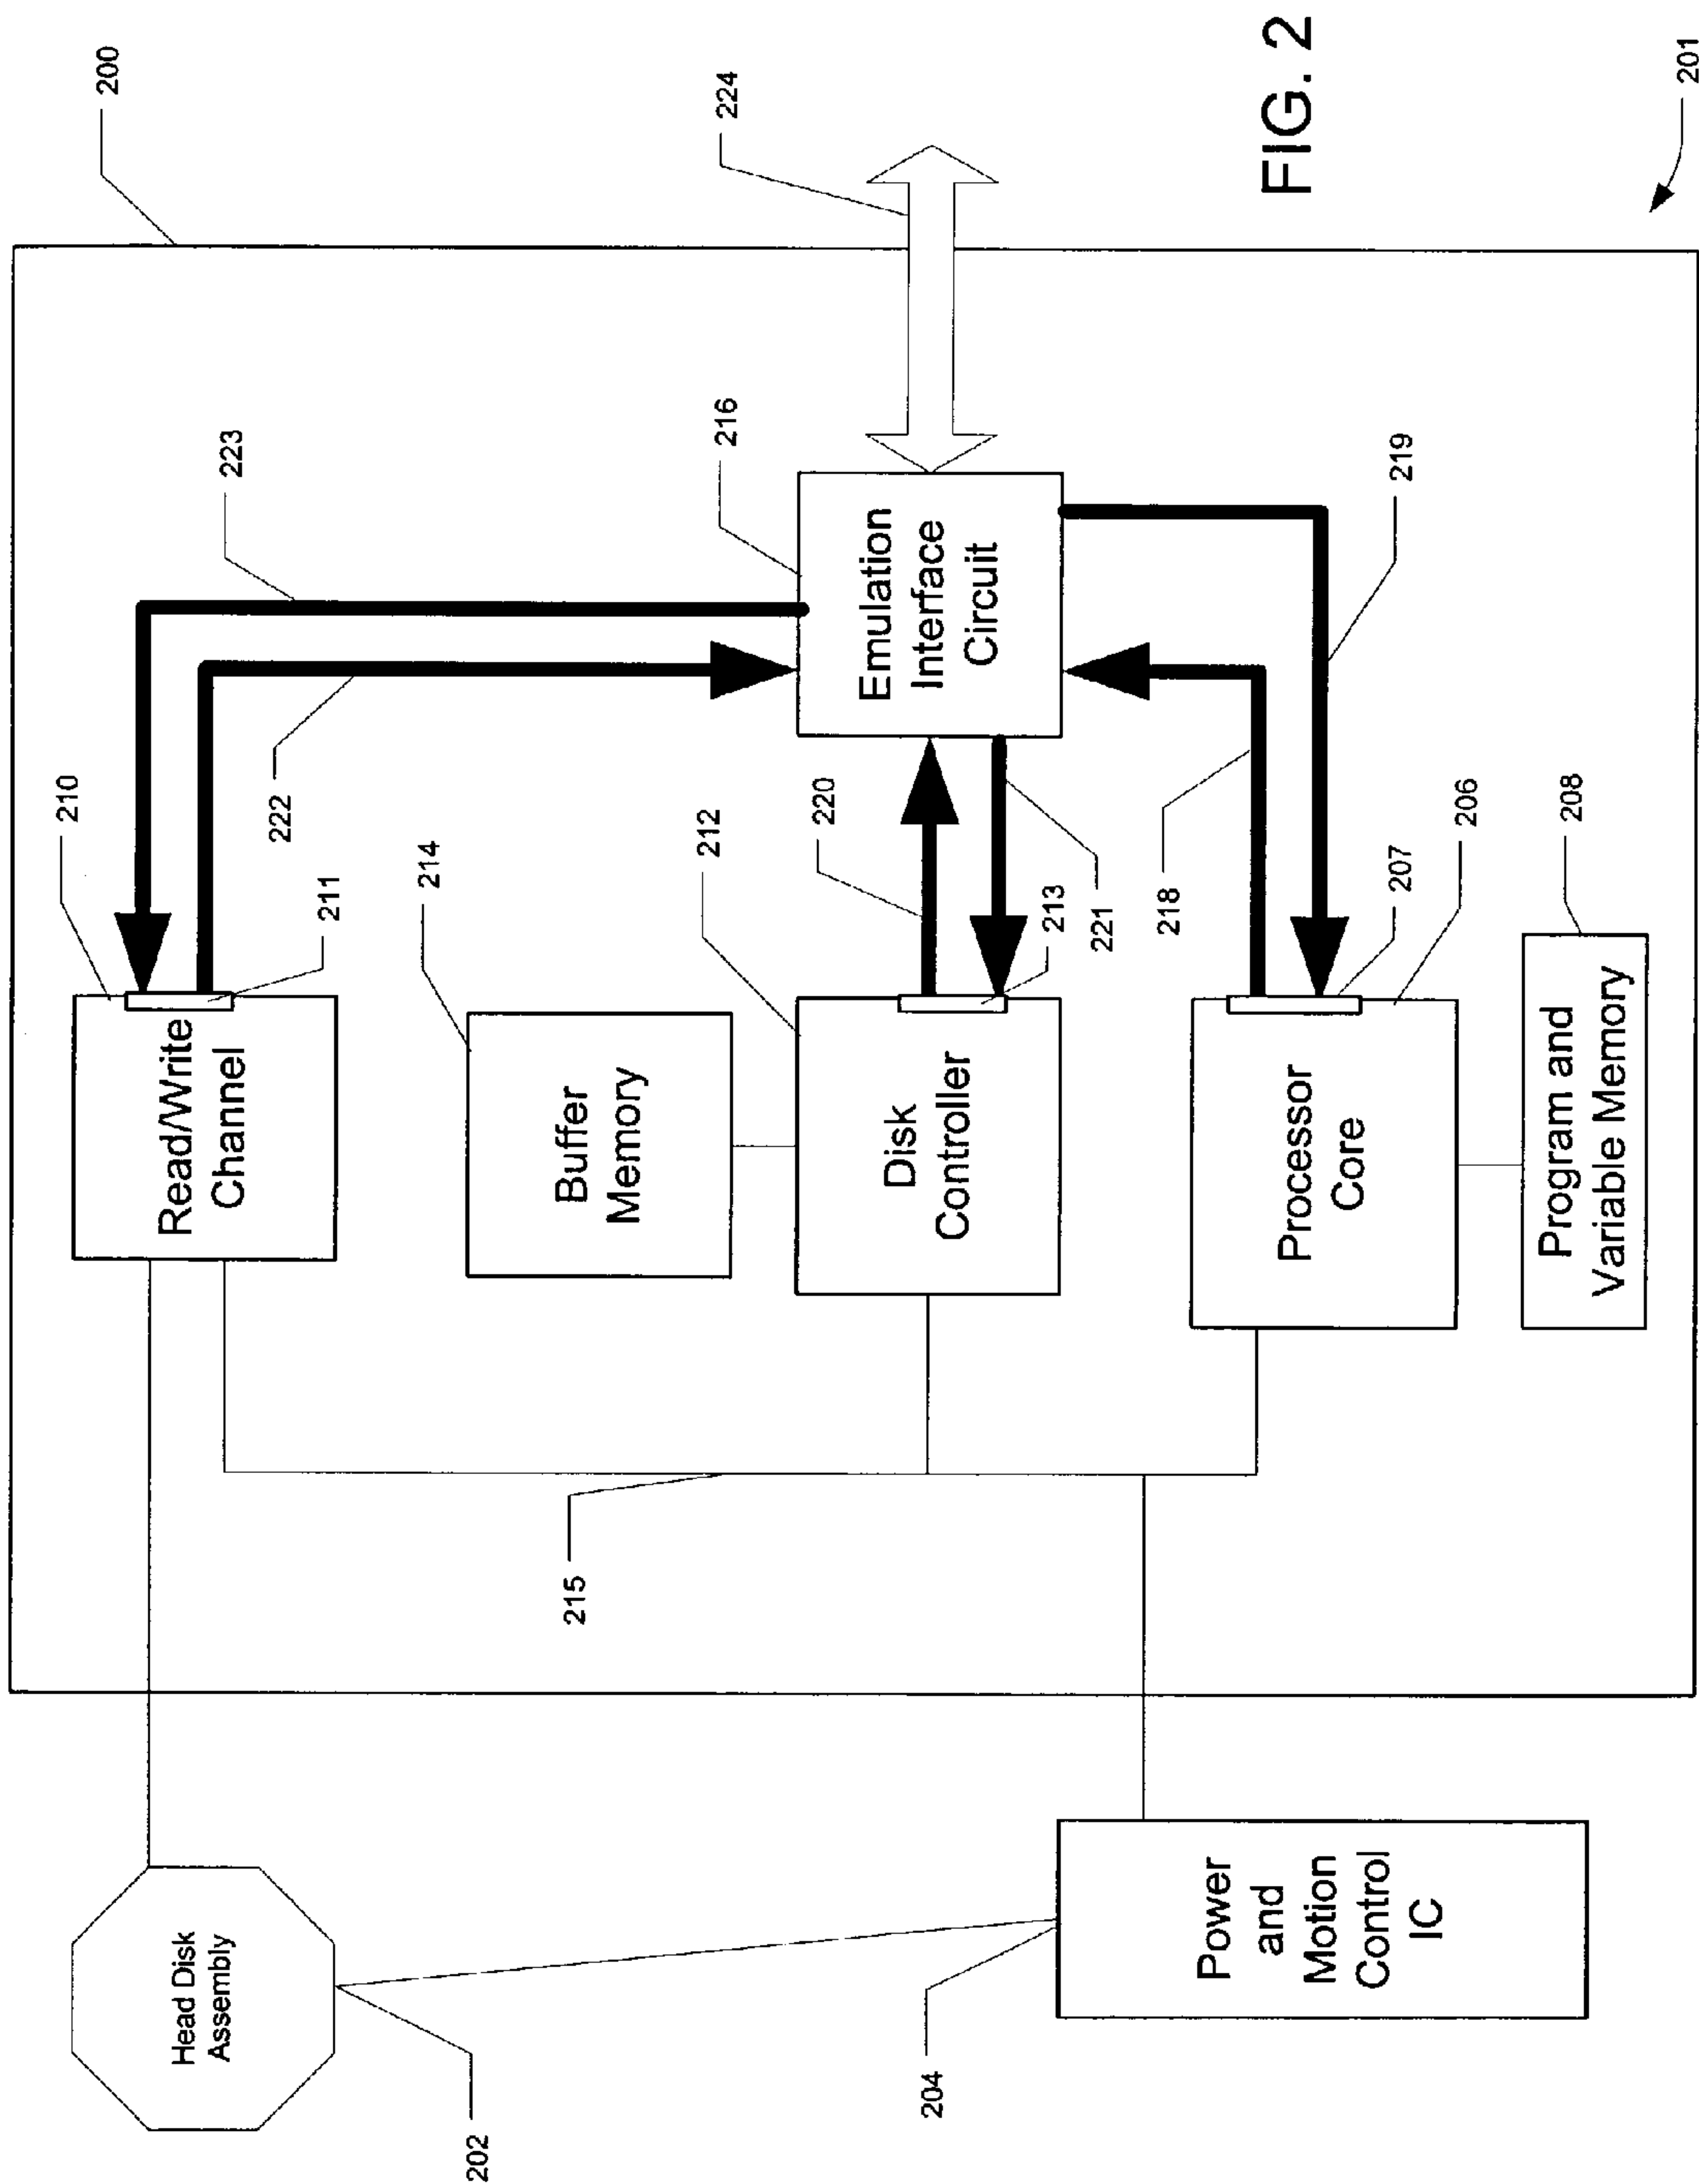 200
210
223
Head Disk
Assembly
Read/Write
Channel
211
222
202
214
216
224
Buffer
Memory
215
212
220
Emulation
Interface
Circuit
Disk
Controller
213
221
204
218
219
Power
and
Motion
Control
IC
Processor
Core
207
206
208
Program and
Variable Memory
FIG. 2
201